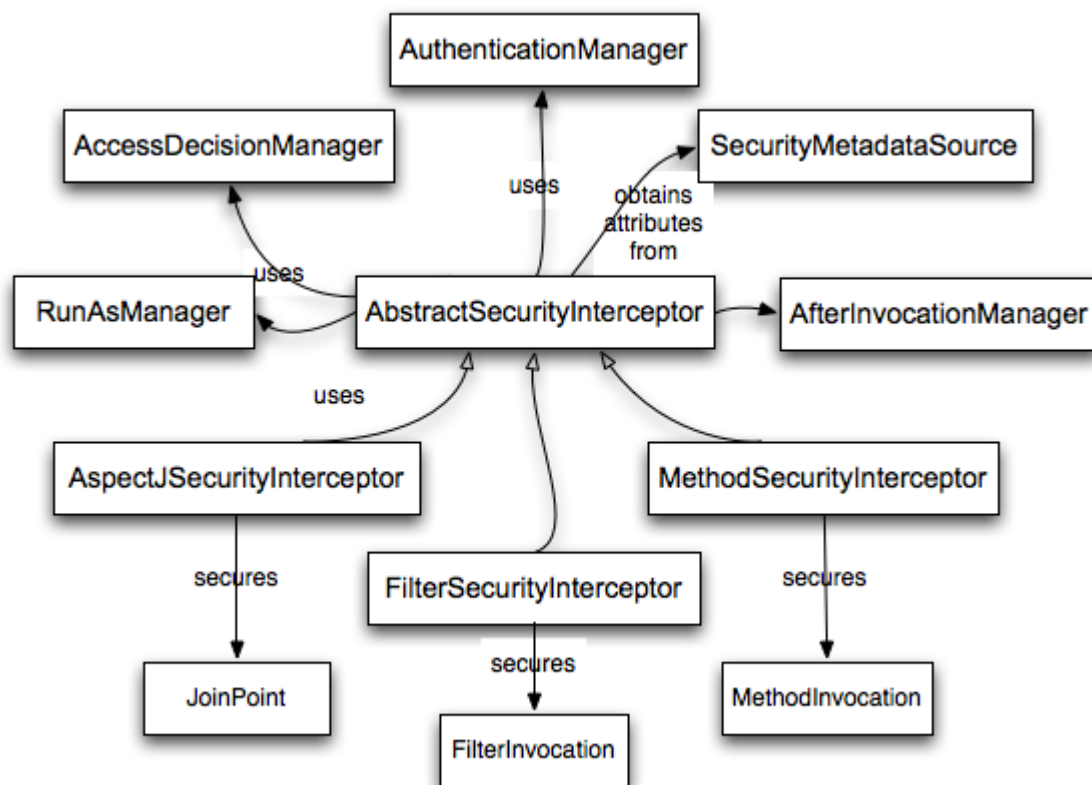 AuthenticationManager
AccessDecisionManager
SecurityMetadataSource
uses
obtains
attributes
from
uses
RunAsManager
AbstractSecurityInterceptor
AfterInvocationManager
uses
AspectJSecurityInterceptor
MethodSecurityInterceptor
secures
FilterSecurityInterceptor
secures
secures
JoinPoint
MethodInvocation
FilterInvocation